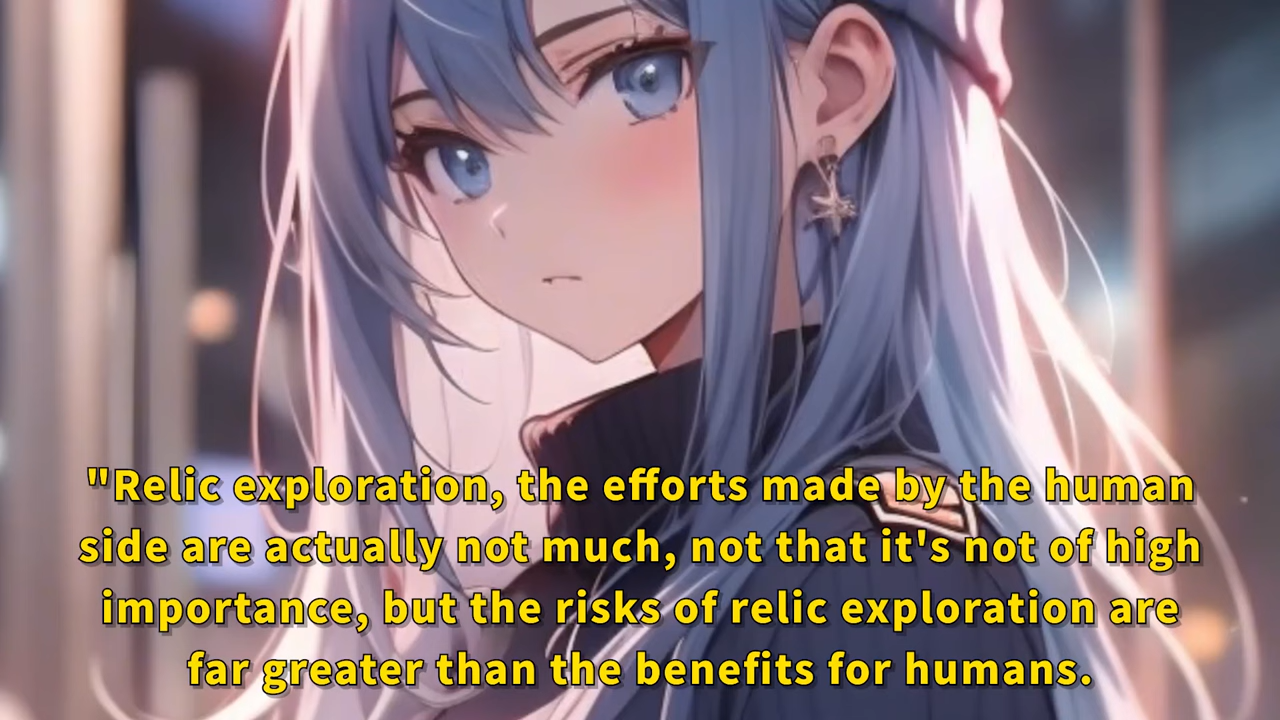 "Relic exploration, the efforts made by the human
side are actually not much, not that it's not of high
importance, but the risks of relic exploration are
far greater than the benefits for humans.